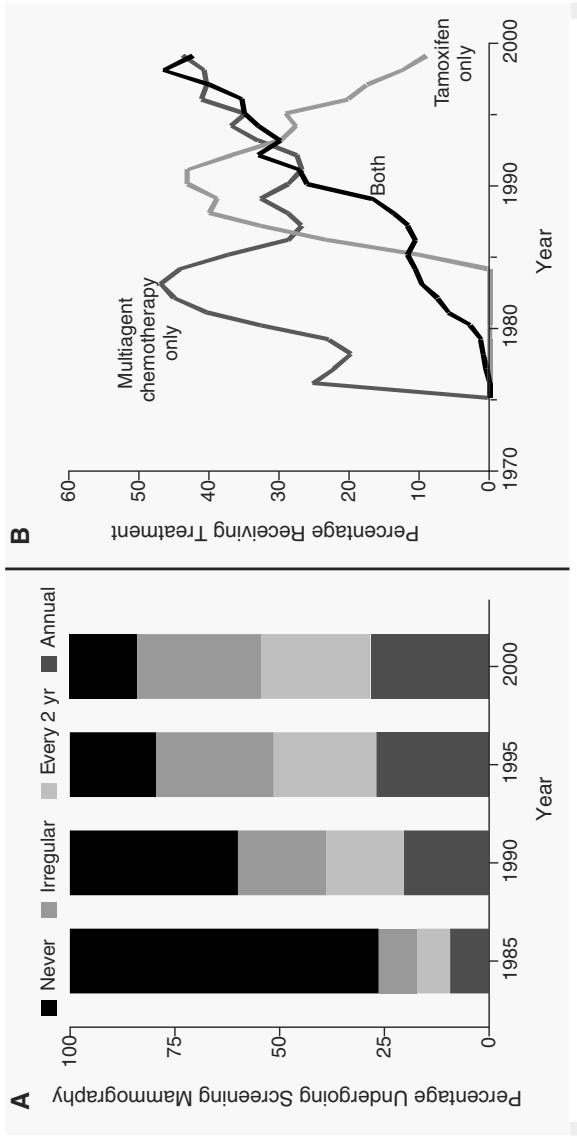 A
Never
Irregular
Every 2 yr
Annual
Percentage Undergoing Screening Mammography
100
75
50
25
0
1985
1990
1995
2000
Year
B
Percentage Receiving Treatment
60
50
40
30
20
10
0
Multiagent
chemotherapy
only
Both
Tamoxifen
only
1970
1980
1990
2000
Year